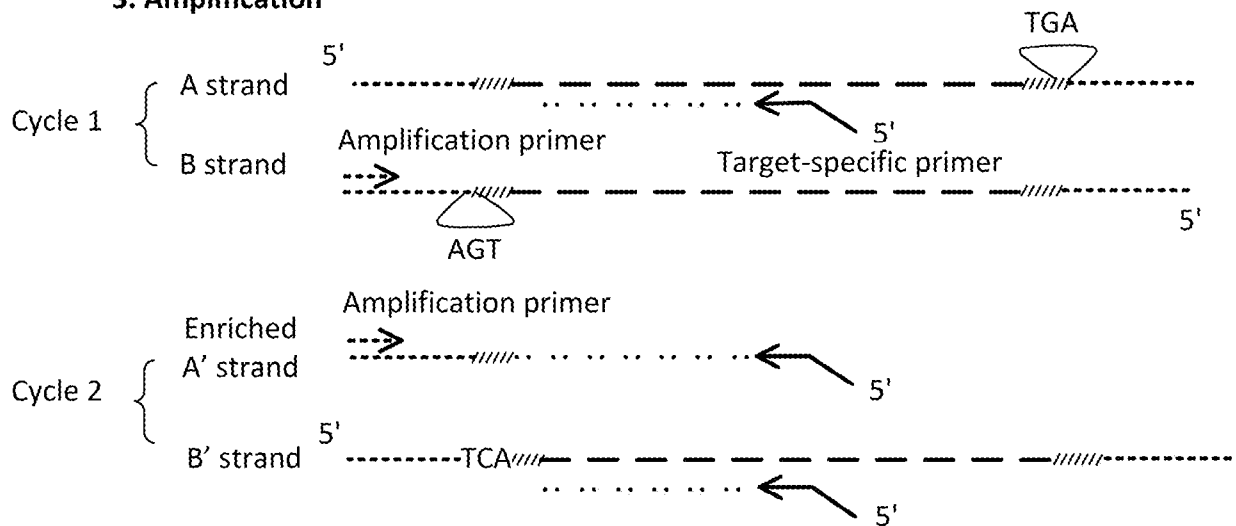 3. Amplification
TGA
5'
A strand
Cycle 1
5'
Amplification primer
B strand
Target-specific primer
5'
AGT
Amplification primer
Enriched
A' strand
Cycle 2
5'
5'
B' strand
TCA
5'